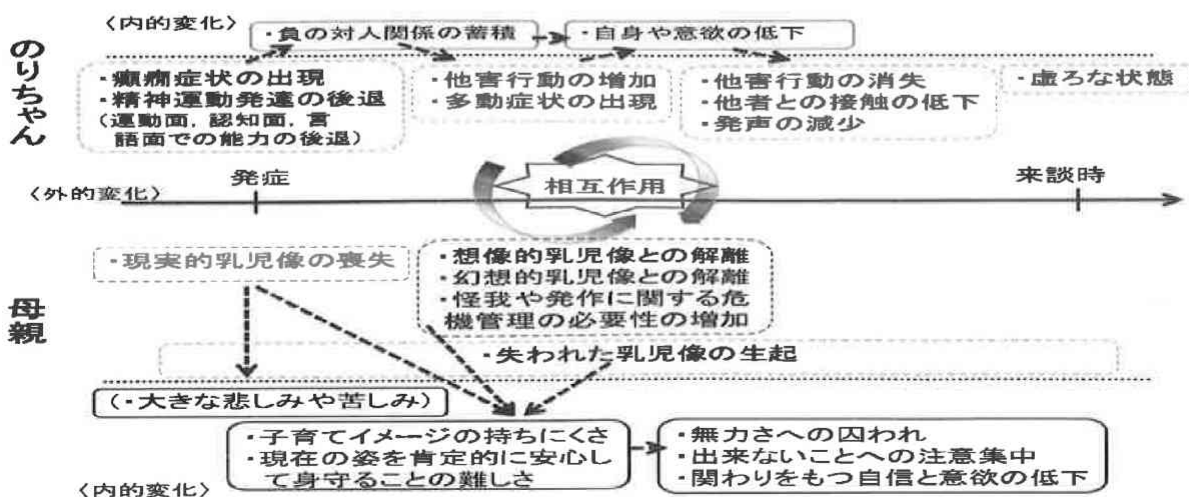 〈内的変化〉
・負の対人関係の蓄積
・自身や意欲の低下
のりちゃん
・癲癇症状の出現
・精神運動発達の後退
(運動面,認知面,言
語面での能力の後退)
・他害行動の増加
・多動症状の出現
・他害行動の消失
・他者との接触の低下
・発声の減少
・虚ろな状態
〈外的変化〉
発症
相互作用
来談時
母親
・現実的乳児像の喪失
・想像的乳児像との解離
・幻想的乳児像との解離
・怪我や発作に関する危
機管理の必要性の増加
・失われた乳児像の生起
(・大きな悲しみや苦しみ)
・子育てイメージの持ちにくさ
・現在の姿を肯定的に安心し
て身守ることの難しさ
・無力さへの囚われ
・出来ないことへの注意集中
・関わりをもつ自信と意欲の低下
〈内的変化〉